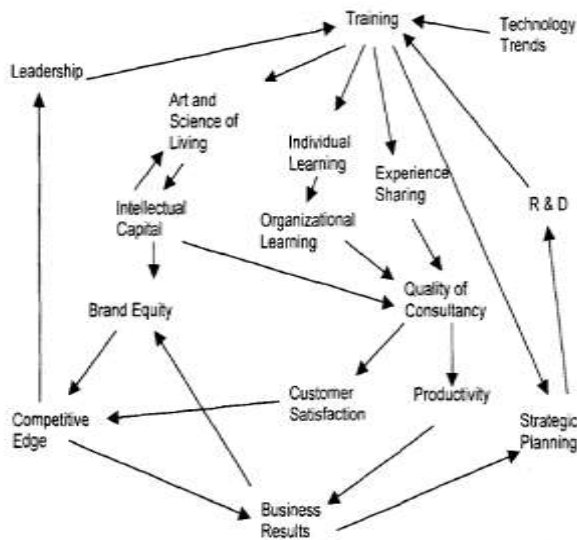 Training
Technology
Trends
Leadership
Art and
Science of
Living
Individual
Learning
Experience
Sharing
R & D
Intellectual
Capital
Organizational
Learning
Quality of
Consultancy
Brand Equity
Customer
Satisfaction
Productivity
Competitive
Edge
Strategic
Planning
Business
Results